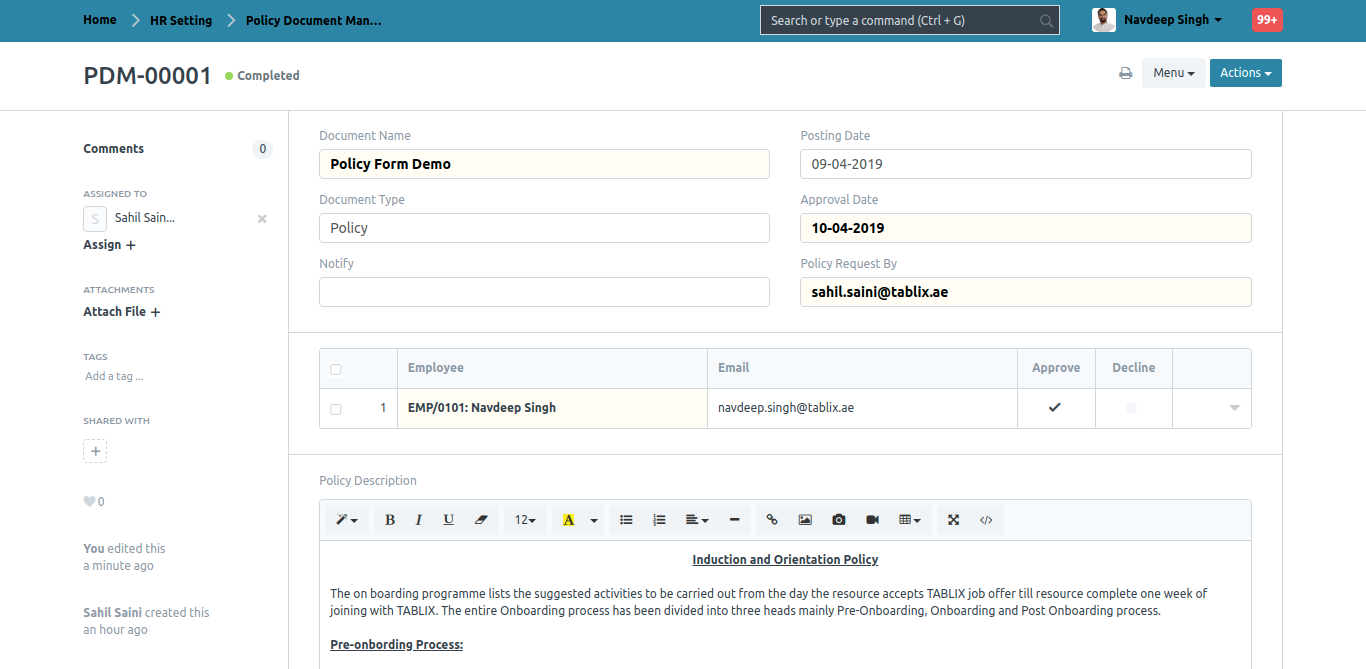 Home HR Setting Policy Document Man...
Search or type a command (Ctrl + G)
Navdeep Singh
99+
PDM-00001 Completed
Menu Actions
Comments 0
ASSIGNED TO
S Sahil Sain... ×
Assign +
ATTACHMENTS
Attach File +
TAGS
Add a tag ...
SHARED WITH
+
0
You edited this
a minute ago
Sahil Saini created this
an hour ago
Document Name
Policy Form Demo
Document Type
Policy
Notify
Posting Date
09-04-2019
Approval Date
10-04-2019
Policy Request By
sahil.saini@tablix.ae
Employee Email Approve Decline
1 EMP/0101: Navdeep Singh navdeep.singh@tablix.ae
Policy Description
B I U 12 A </>
Induction and Orientation Policy
The on boarding programme lists the suggested activities to be carried out from the day the resource accepts TABLIX job offer till resource complete one week of
joining with TABLIX. The entire Onboarding process has been divided into three heads mainly Pre-Onboarding, Onboarding and Post Onboarding process.
Pre-onbording Process: